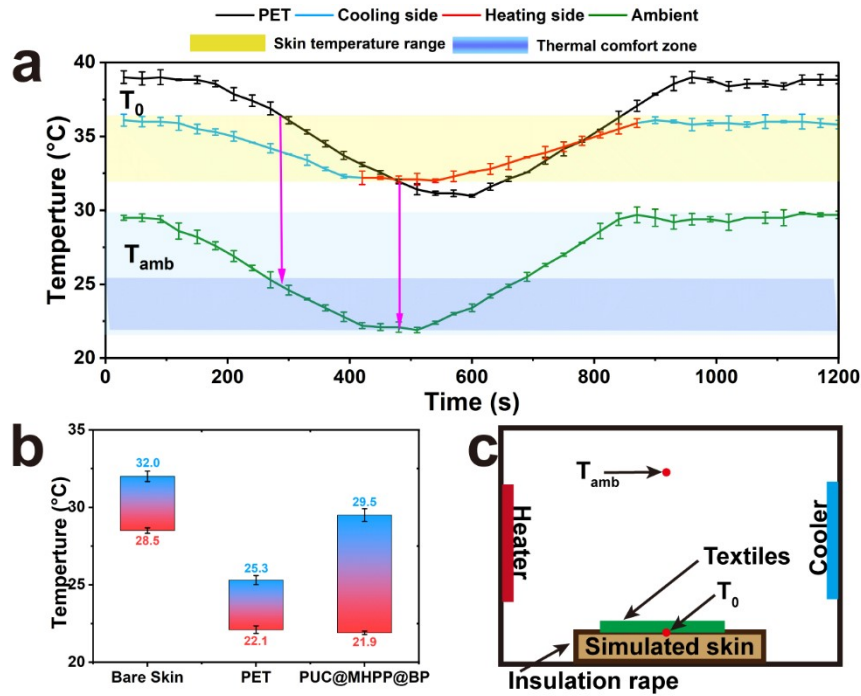 PET Cooling side Heating side Ambient
Skin temperature range Thermal comfort zone
a
T0
Tamb
Temperture (°C)
40
35
30
25
20
0 200 400 600 800 1000 1200
Time (s)
b
Temperture (°C)
35
30
25
20
32.0
28.5
25.3
22.1
29.5
21.9
Bare Skin PET PUC@MHPP@BP
c
Tamb
Heater
Cooler
Textiles
T0
Simulated skin
Insulation rape